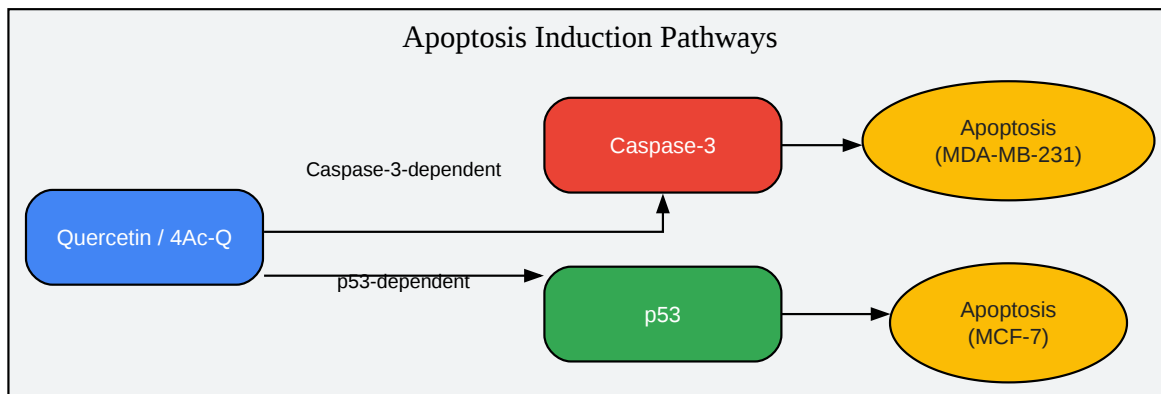 Apoptosis Induction Pathways
Caspase-3-dependent
Caspase-3
Apoptosis
(MDA-MB-231)
Quercetin / 4Ac-Q
p53-dependent
p53
Apoptosis
(MCF-7)